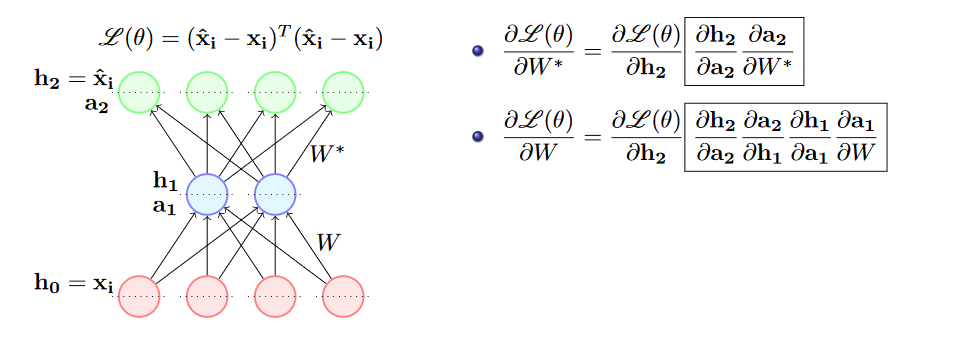 ℒ(θ) = (x̂ᵢ − xᵢ)ᵀ(x̂ᵢ − xᵢ)
h₂ = x̂ᵢ
a₂
W*
h₁
a₁
W
h₀ = xᵢ
• ∂ℒ(θ)/∂W* = ∂ℒ(θ)/∂h₂ ∂h₂/∂a₂ ∂a₂/∂W*
• ∂ℒ(θ)/∂W = ∂ℒ(θ)/∂h₂ ∂h₂/∂a₂ ∂a₂/∂h₁ ∂h₁/∂a₁ ∂a₁/∂W